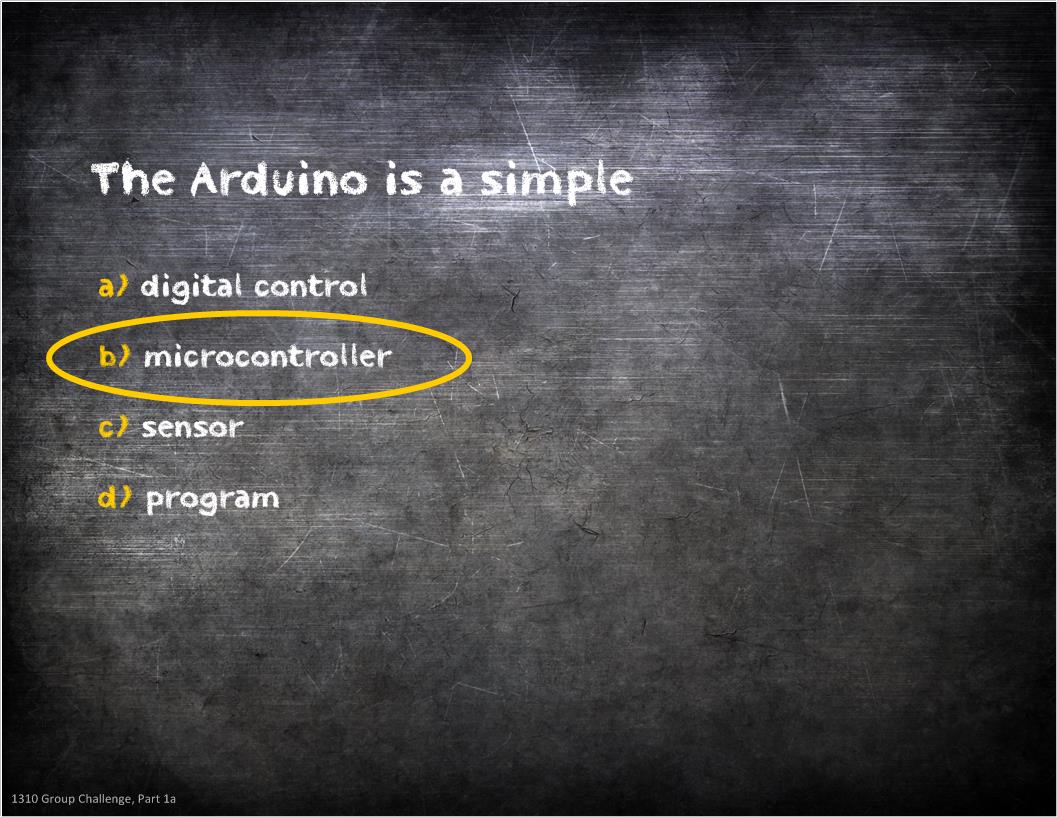 The Arduino is a simple
a) digital control
b) microcontroller
c) sensor
d) program
1310 Group Challenge, Part 1a